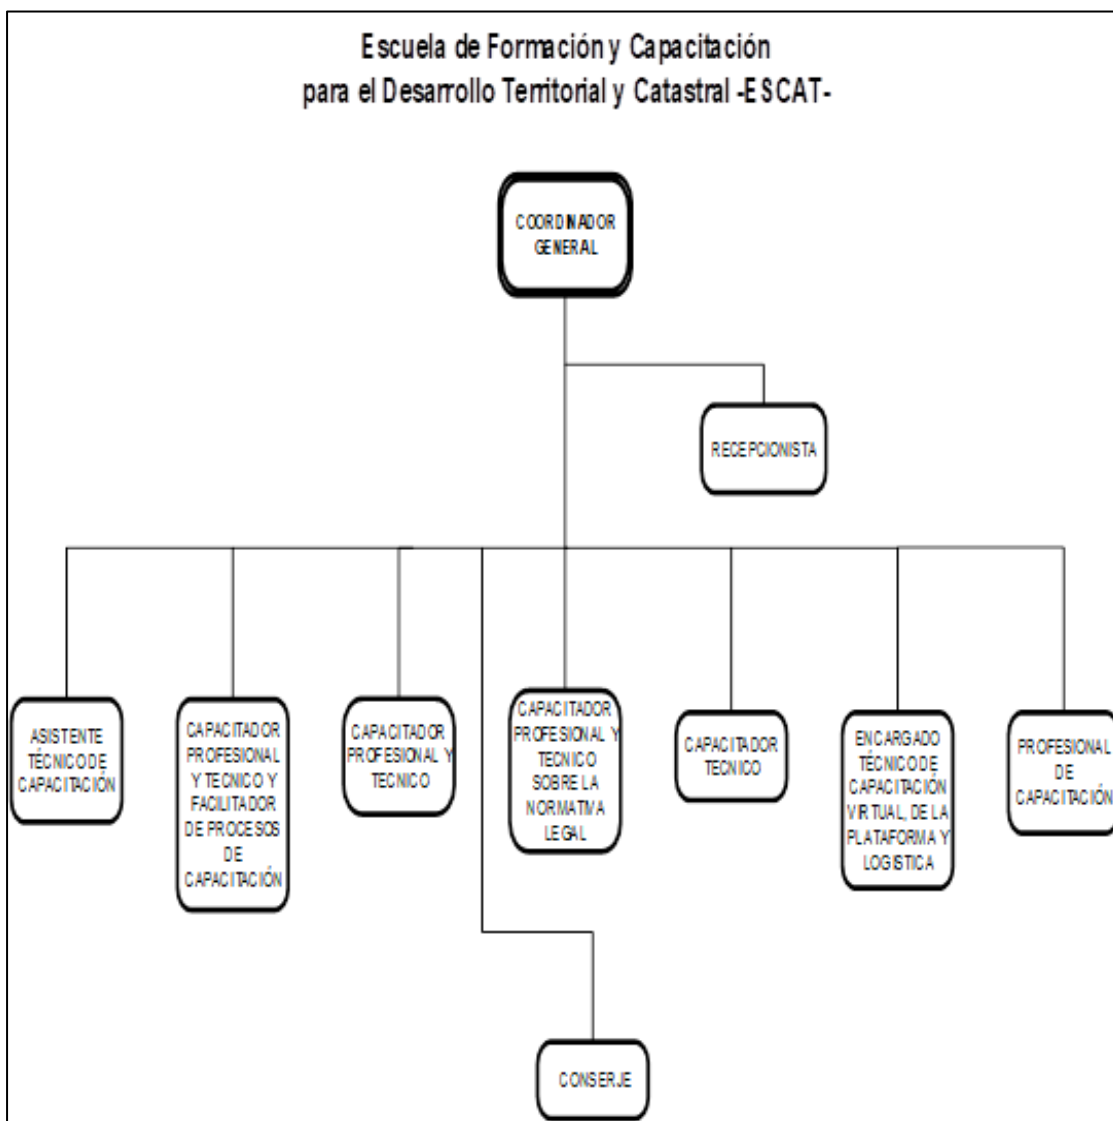 Escuela de Formación y Capacitación
para el Desarrollo Territorial y Catastral -ESCAT-
COORDINADOR
GENERAL
RECEPCIONISTA
ASISTENTE
TÉCNICO DE
CAPACITACIÓN
CAPACITADOR
PROFESIONAL
Y TECNICO Y
FACILITADOR
DE PROCESOS
DE
CAPACITACIÓN
CAPACITADOR
PROFESIONAL Y
TECNICO
CAPACITADOR
PROFESIONAL Y
TECNICO
SOBRE LA
NORMATIVA
LEGAL
CAPACITADOR
TECNICO
ENCARGADO
TÉCNICO DE
CAPACITACIÓN
VIRTUAL, DE LA
PLATAFORMA Y
LOGISTICA
PROFESIONAL
DE
CAPACITACIÓN
CONSERJE